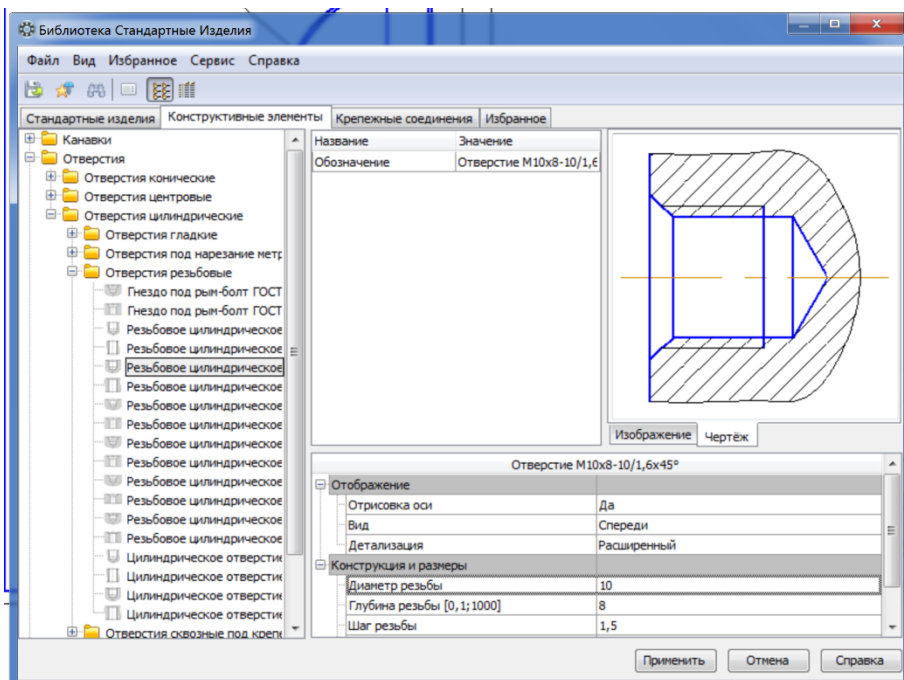 Библиотека Стандартные Изделия
Файл Вид Избранное Сервис Справка
Стандартные изделия Конструктивные элементы Крепежные соединения Избранное
Канавки
Отверстия
Отверстия конические
Отверстия центровые
Отверстия цилиндрические
Отверстия гладкие
Отверстия под нарезание метр
Отверстия резьбовые
Гнездо под рым-болт ГОСТ
Гнездо под рым-болт ГОСТ
Резьбовое цилиндрическое
Резьбовое цилиндрическое
Резьбовое цилиндрическое
Резьбовое цилиндрическое
Резьбовое цилиндрическое
Резьбовое цилиндрическое
Резьбовое цилиндрическое
Резьбовое цилиндрическое
Резьбовое цилиндрическое
Резьбовое цилиндрическое
Резьбовое цилиндрическое
Резьбовое цилиндрическое
Цилиндрическое отверстие
Цилиндрическое отверстие
Цилиндрическое отверстие
Цилиндрическое отверстие
Отверстия сквозные под крепе
Название Значение
Обозначение Отверстие М10х8-10/1,6
Изображение Чертёж
Отверстие М10х8-10/1,6х45°
Отображение
Отрисовка оси Да
Вид Спереди
Детализация Расширенный
Конструкция и размеры
Диаметр резьбы 10
Глубина резьбы [0,1;1000] 8
Шаг резьбы 1,5
Применить Отмена Справка